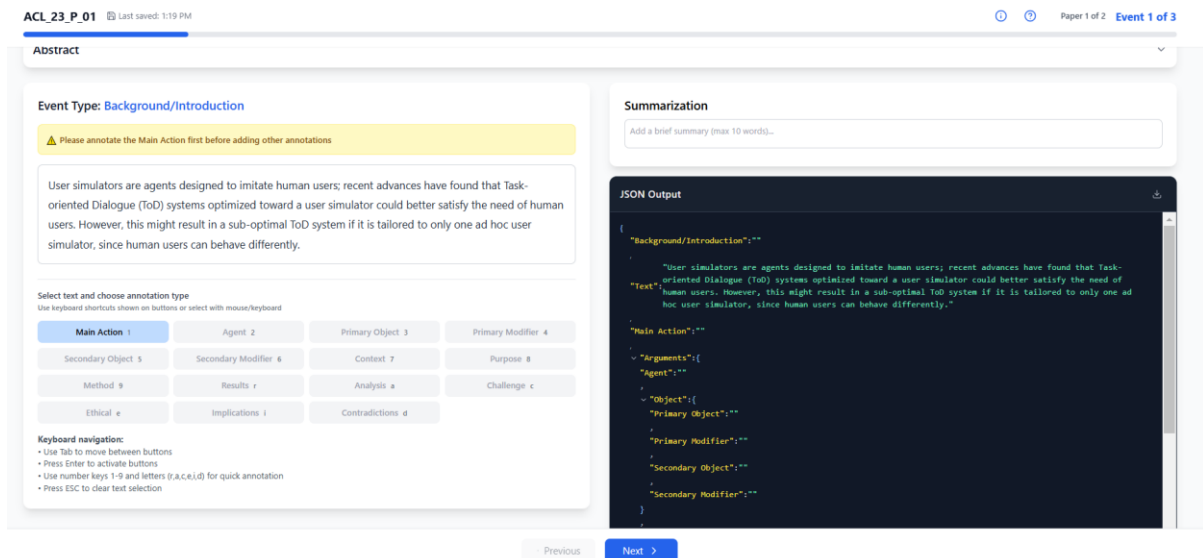 ACL_23_P_01 Last saved: 1:19 PM
Paper 1 of 2 Event 1 of 3
Abstract
Event Type: Background/Introduction
Please annotate the Main Action first before adding other annotations
User simulators are agents designed to imitate human users; recent advances have found that Task-
oriented Dialogue (ToD) systems optimized toward a user simulator could better satisfy the need of human
users. However, this might result in a sub-optimal ToD system if it is tailored to only one ad hoc user
simulator, since human users can behave differently.
Select text and choose annotation type
Use keyboard shortcuts shown on buttons or select with mouse/keyboard
Main Action 1 Agent 2 Primary Object 3 Primary Modifier 4
Secondary Object 5 Secondary Modifier 6 Context 7 Purpose 8
Method 9 Results r Analysis a Challenge c
Ethical e Implications i Contradictions d
Keyboard navigation:
• Use Tab to move between buttons
• Press Enter to activate buttons
• Use number keys 1-9 and letters (r,a,c,e,i,d) for quick annotation
• Press ESC to clear text selection
Summarization
Add a brief summary (max 10 words)...
JSON Output
{
"Background/Introduction":""
,
"Text":
"User simulators are agents designed to imitate human users; recent advances have found that Task-
oriented Dialogue (ToD) systems optimized toward a user simulator could better satisfy the need of
human users. However, this might result in a sub-optimal ToD system if it is tailored to only one ad
hoc user simulator, since human users can behave differently."
,
"Main Action":""
,
"Arguments":{
"Agent":""
,
"Object":{
"Primary Object":""
,
"Primary Modifier":""
,
"Secondary Object":""
,
"Secondary Modifier":""
}
,
Previous Next